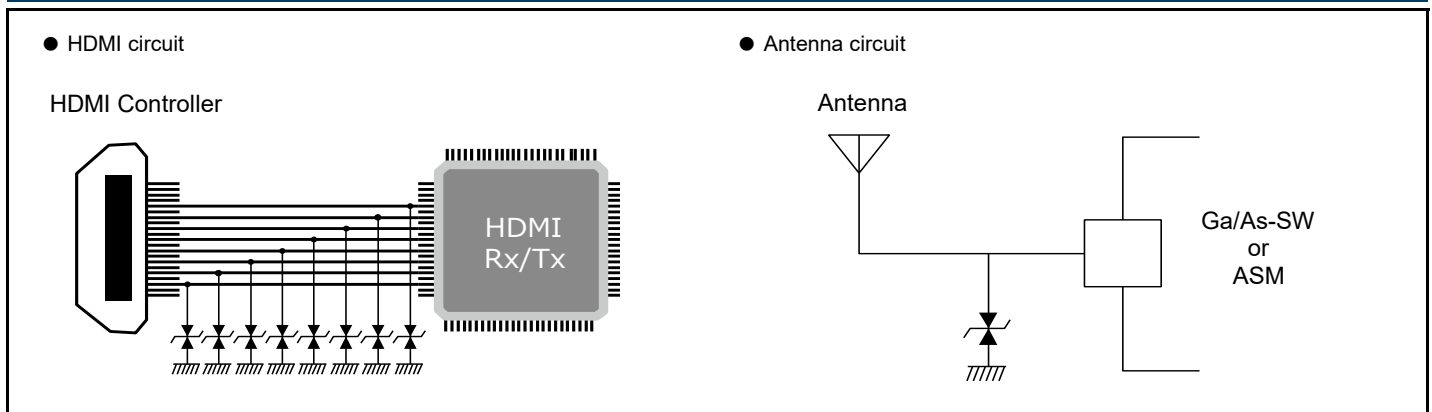 ● HDMI circuit
HDMI Controller
HDMI
Rx/Tx
● Antenna circuit
Antenna
Ga/As-SW
or
ASM